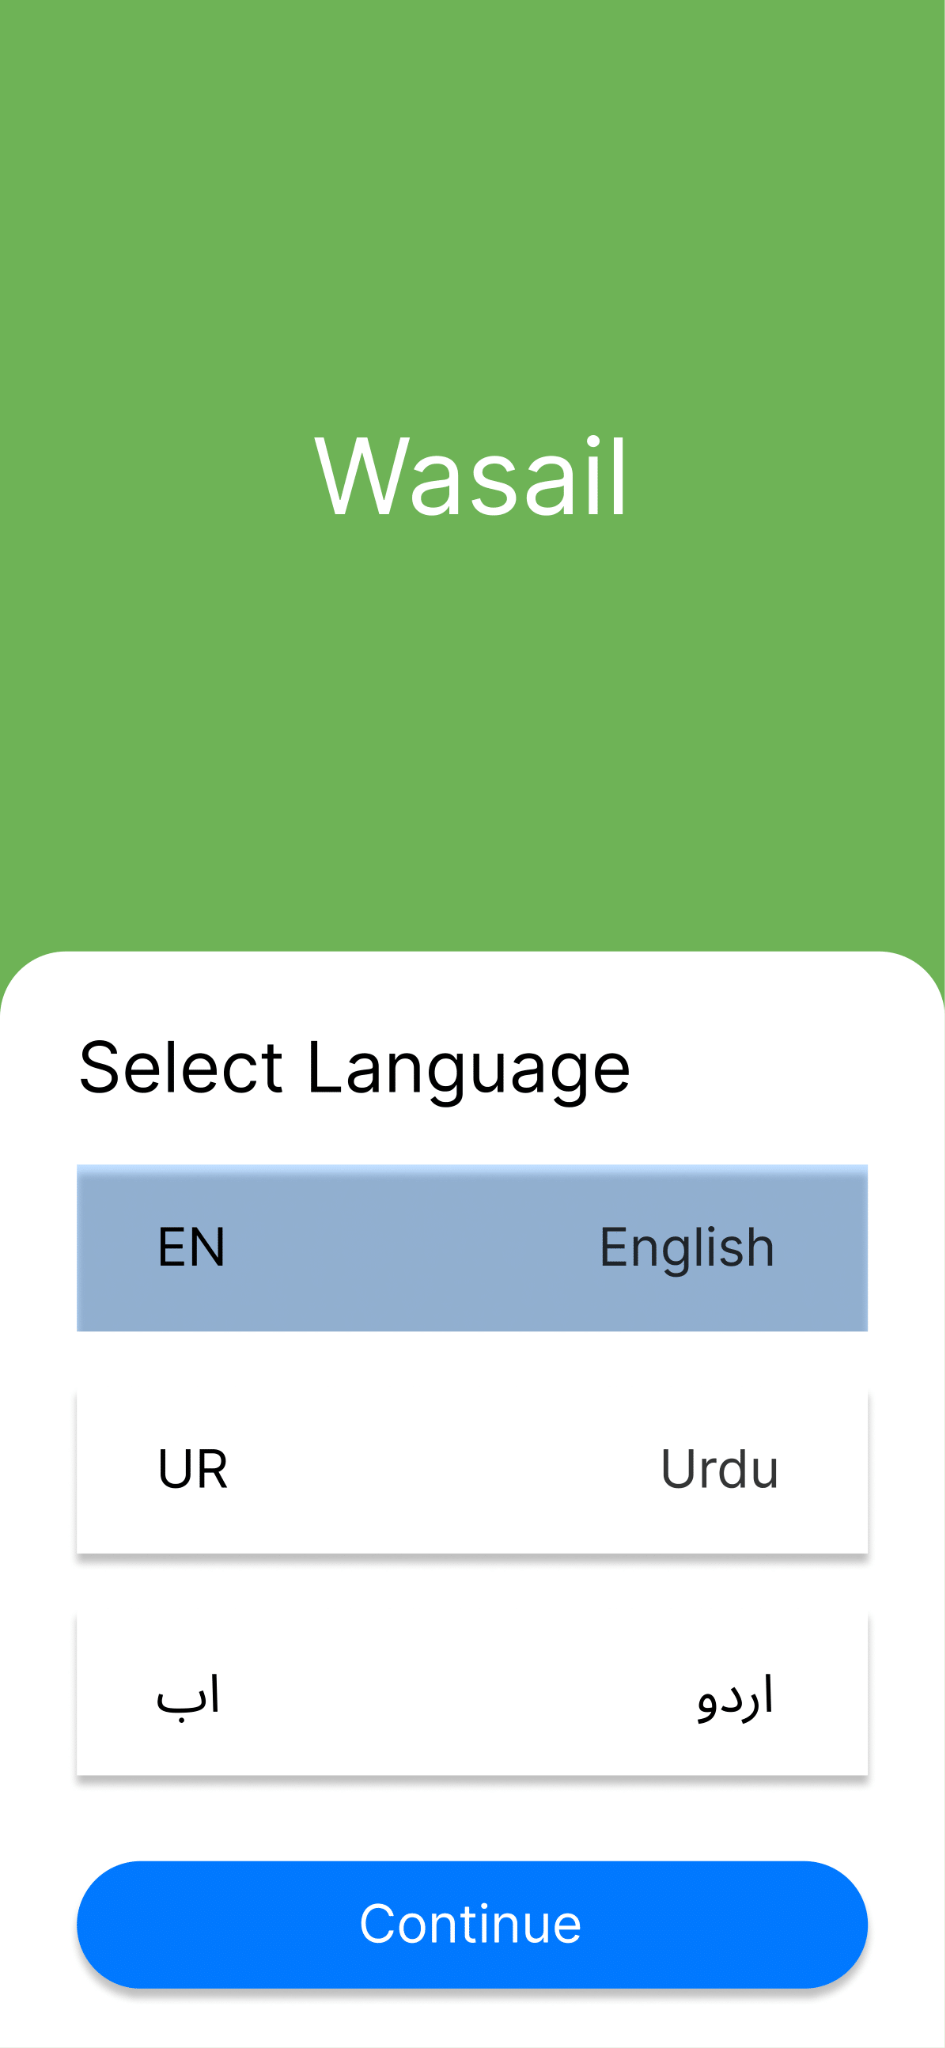 Wasail
Select Language
EN English
UR Urdu
اب اردو
Continue